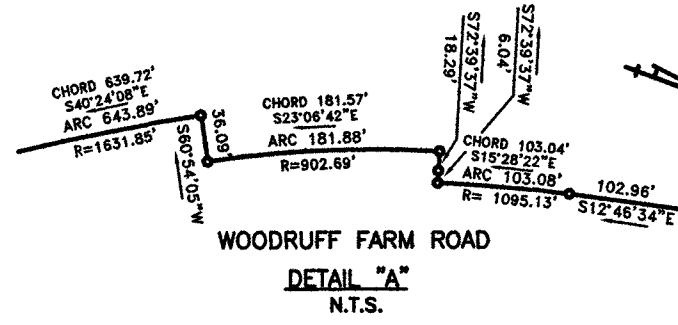 CHORD 639.72'
S40°24'08"E
ARC 643.89'
R=1631.85'
36.09'
S60°54'05"W
CHORD 181.57'
S23°06'42"E
ARC 181.88'
R=902.69'
S72°39'37"W
18.29'
S72°39'37"W
6.04'
CHORD 103.04'
S15°28'22"E
ARC 103.08'
R= 1095.13'
102.96'
S12°46'34"E
WOODRUFF FARM ROAD
DETAIL "A"
N.T.S.